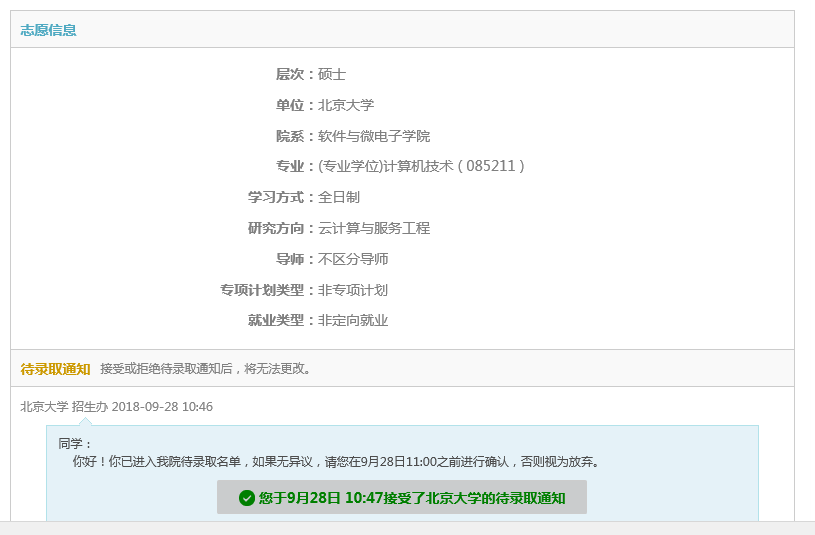 志愿信息
层次：硕士
单位：北京大学
院系：软件与微电子学院
专业：(专业学位)计算机技术（085211）
学习方式：全日制
研究方向：云计算与服务工程
导师：不区分导师
专项计划类型：非专项计划
就业类型：非定向就业
待录取通知 接受或拒绝待录取通知后，将无法更改。
北京大学 招生办 2018-09-28 10:46
同学：
你好！你已进入我院待录取名单，如果无异议，请您在9月28日11:00之前进行确认，否则视为放弃。
您于9月28日 10:47接受了北京大学的待录取通知